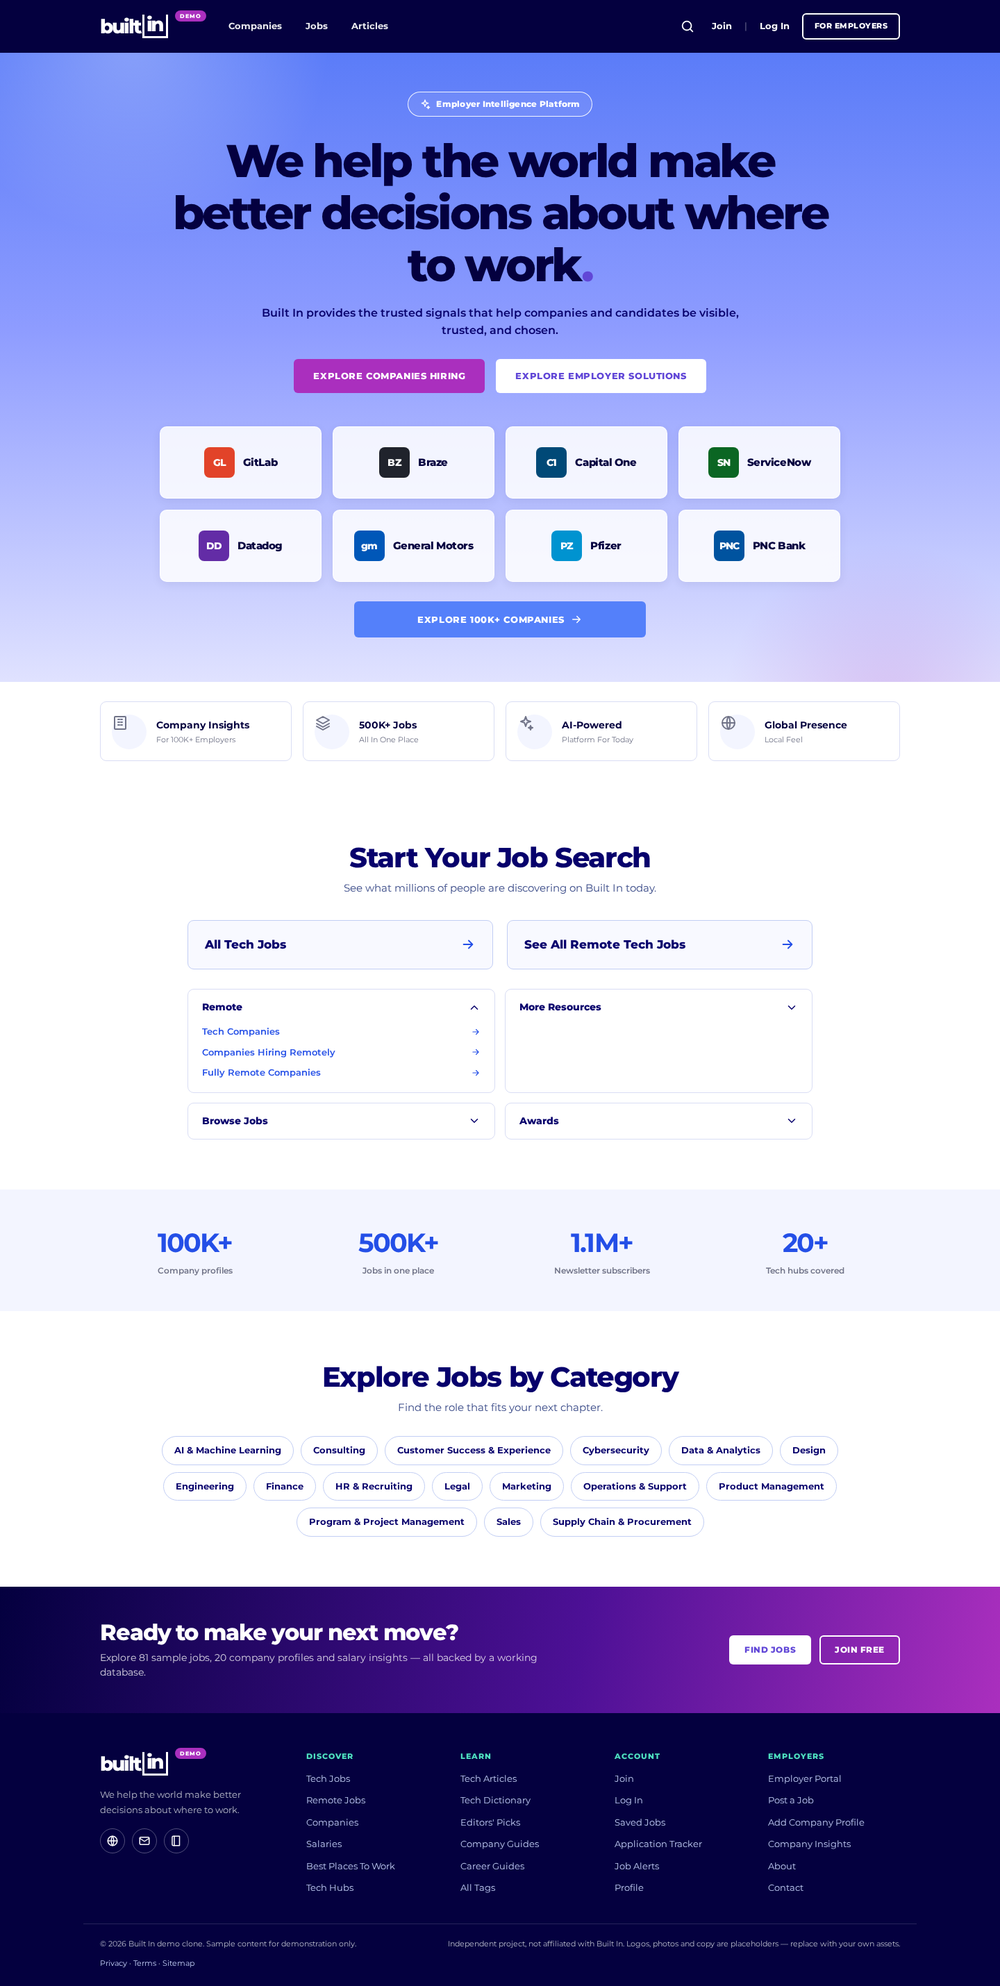 built in DEMO
Companies Jobs Articles
Join | Log In FOR EMPLOYERS
Employer Intelligence Platform
We help the world make
better decisions about where
to work.
Built In provides the trusted signals that help companies and candidates be visible,
trusted, and chosen.
EXPLORE COMPANIES HIRING
EXPLORE EMPLOYER SOLUTIONS
GL GitLab
BZ Braze
C1 Capital One
SN ServiceNow
DD Datadog
gm General Motors
PZ Pfizer
PNC PNC Bank
EXPLORE 100K+ COMPANIES →
Company Insights
For 100K+ Employers
500K+ Jobs
All In One Place
AI-Powered
Platform For Today
Global Presence
Local Feel
Start Your Job Search
See what millions of people are discovering on Built In today.
All Tech Jobs →
See All Remote Tech Jobs →
Remote
Tech Companies →
Companies Hiring Remotely →
Fully Remote Companies →
More Resources
Browse Jobs
Awards
100K+
Company profiles
500K+
Jobs in one place
1.1M+
Newsletter subscribers
20+
Tech hubs covered
Explore Jobs by Category
Find the role that fits your next chapter.
AI & Machine Learning Consulting Customer Success & Experience Cybersecurity Data & Analytics Design
Engineering Finance HR & Recruiting Legal Marketing Operations & Support Product Management
Program & Project Management Sales Supply Chain & Procurement
Ready to make your next move?
Explore 81 sample jobs, 20 company profiles and salary insights — all backed by a working
database.
FIND JOBS
JOIN FREE
built in DEMO
We help the world make better
decisions about where to work.
DISCOVER
Tech Jobs
Remote Jobs
Companies
Salaries
Best Places To Work
Tech Hubs
LEARN
Tech Articles
Tech Dictionary
Editors' Picks
Company Guides
Career Guides
All Tags
ACCOUNT
Join
Log In
Saved Jobs
Application Tracker
Job Alerts
Profile
EMPLOYERS
Employer Portal
Post a Job
Add Company Profile
Company Insights
About
Contact
© 2026 Built In demo clone. Sample content for demonstration only.
Independent project, not affiliated with Built In. Logos, photos and copy are placeholders — replace with your own assets.
Privacy · Terms · Sitemap